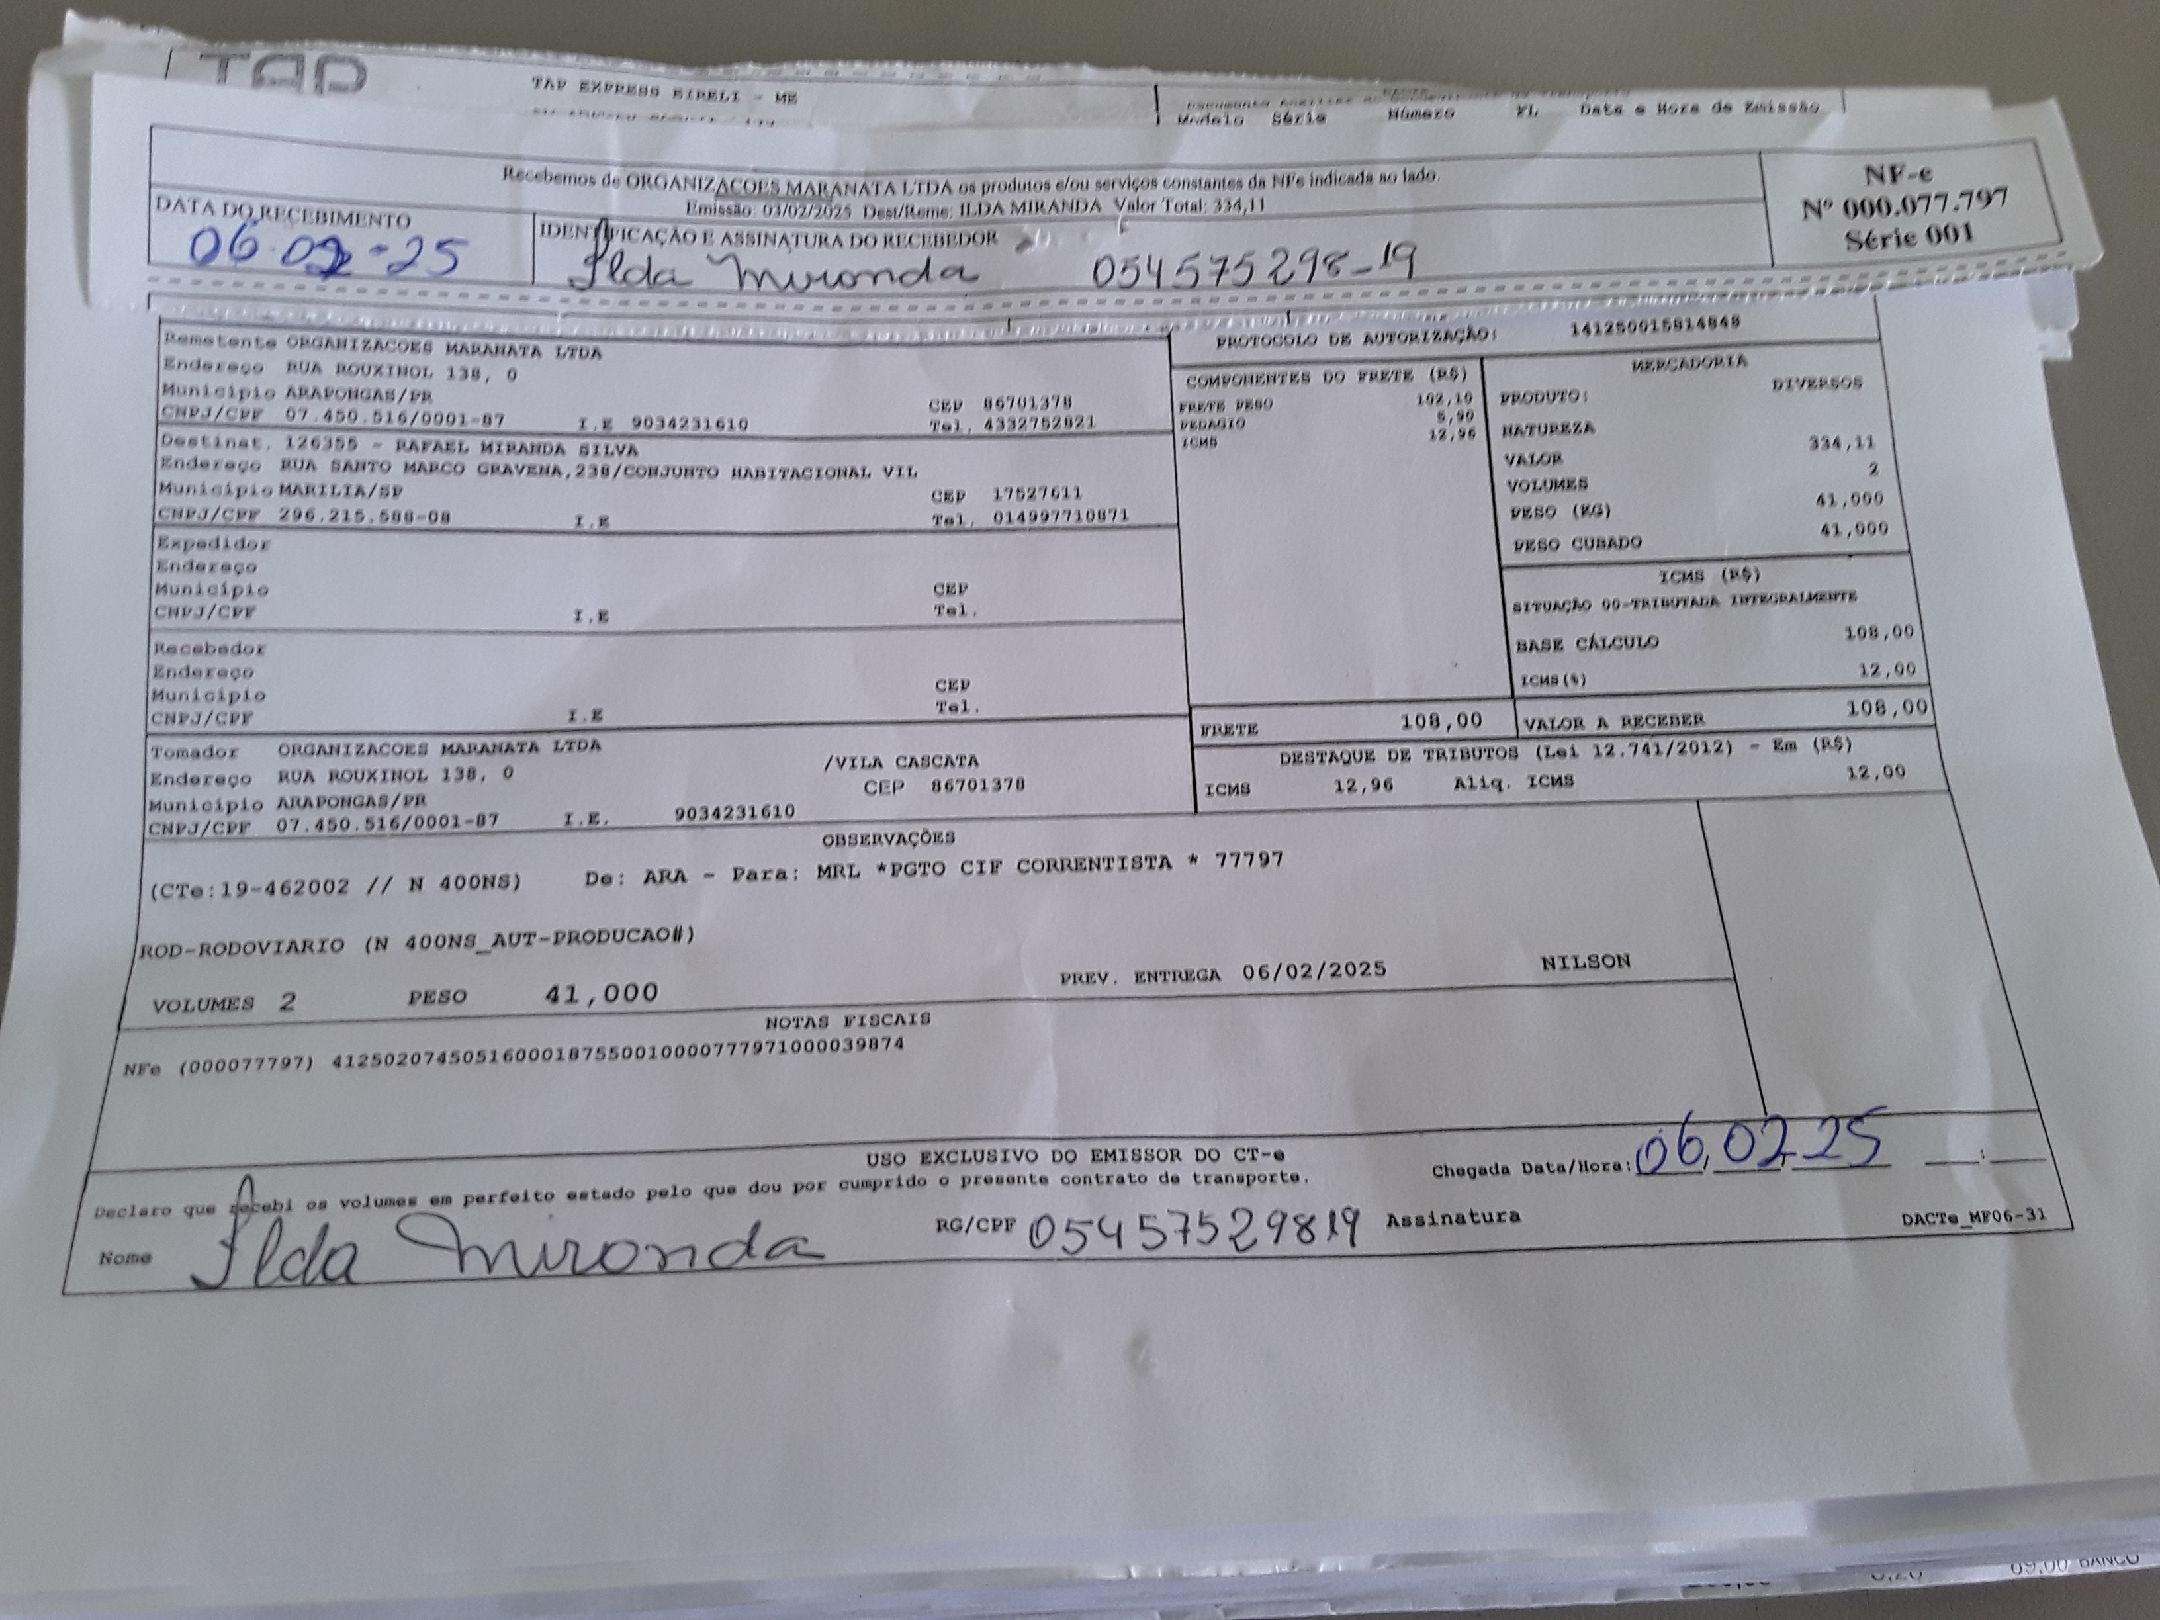 TAP
TAP EXPRESS EIRELI - ME
Modelo Série Número FL Data e Hora de Emissão
Recebemos de ORGANIZACOES MARANATA LTDA os produtos e/ou serviços constantes da NFe indicada ao lado.
Emissão: 03/02/2025 Dest/Reme: ILDA MIRANDA Valor Total: 334,11
NF-e
Nº 000.077.797
Série 001
DATA DO RECEBIMENTO
06-02-25
IDENTIFICAÇÃO E ASSINATURA DO RECEBEDOR
Ilda Miranda 054575298-19
Remetente ORGANIZACOES MARANATA LTDA
Endereço RUA ROUXINOL 138, 0
Município ARAPONGAS/PR CEP 86701378
CNPJ/CPF 07.450.516/0001-87 I.E 9034231610 Tel. 4332752821
Destinat. 126355 - RAFAEL MIRANDA SILVA
Endereço RUA SANTO MARCO GRAVENA,238/CONJUNTO HABITACIONAL VIL
Município MARILIA/SP CEP 17527611
CNPJ/CPF 296.215.588-08 I.E Tel. 014997710871
Expedidor
Endereço
Município CEP
CNPJ/CPF I.E Tel.
Recebedor
Endereço
Município CEP
CNPJ/CPF I.E Tel.
Tomador ORGANIZACOES MARANATA LTDA
Endereço RUA ROUXINOL 138, 0 /VILA CASCATA
Município ARAPONGAS/PR CEP 86701378
CNPJ/CPF 07.450.516/0001-87 I.E. 9034231610
PROTOCOLO DE AUTORIZAÇÃO: 141250015814848
COMPONENTES DO FRETE (R$)
FRETE PESO 102,10
PEDAGIO 5,90
ICMS 12,96
MERCADORIA
PRODUTO: DIVERSOS
NATUREZA
VALOR 334,11
VOLUMES 2
PESO (KG) 41,000
PESO CUBADO 41,000
ICMS (R$)
SITUAÇÃO 00-TRIBUTADA INTEGRALMENTE
BASE CÁLCULO 108,00
ICMS(%) 12,00
FRETE 108,00 VALOR A RECEBER 108,00
DESTAQUE DE TRIBUTOS (Lei 12.741/2012) - Em (R$)
ICMS 12,96 Aliq. ICMS 12,00
OBSERVAÇÕES
(CTe:19-462002 // N 400NS) De: ARA - Para: MRL *PGTO CIF CORRENTISTA * 77797
ROD-RODOVIARIO (N 400NS_AUT-PRODUCAO#)
VOLUMES 2 PESO 41,000 PREV. ENTREGA 06/02/2025 NILSON
NOTAS FISCAIS
NFe (000077797) 41250207450516000187550010000777971000039874
USO EXCLUSIVO DO EMISSOR DO CT-e
Declaro que recebi os volumes em perfeito estado pelo que dou por cumprido o presente contrato de transporte.
Chegada Data/Hora: 06,02,25 __:__
Nome Ilda Miranda RG/CPF 05457529819 Assinatura
DACTe_MF06-31